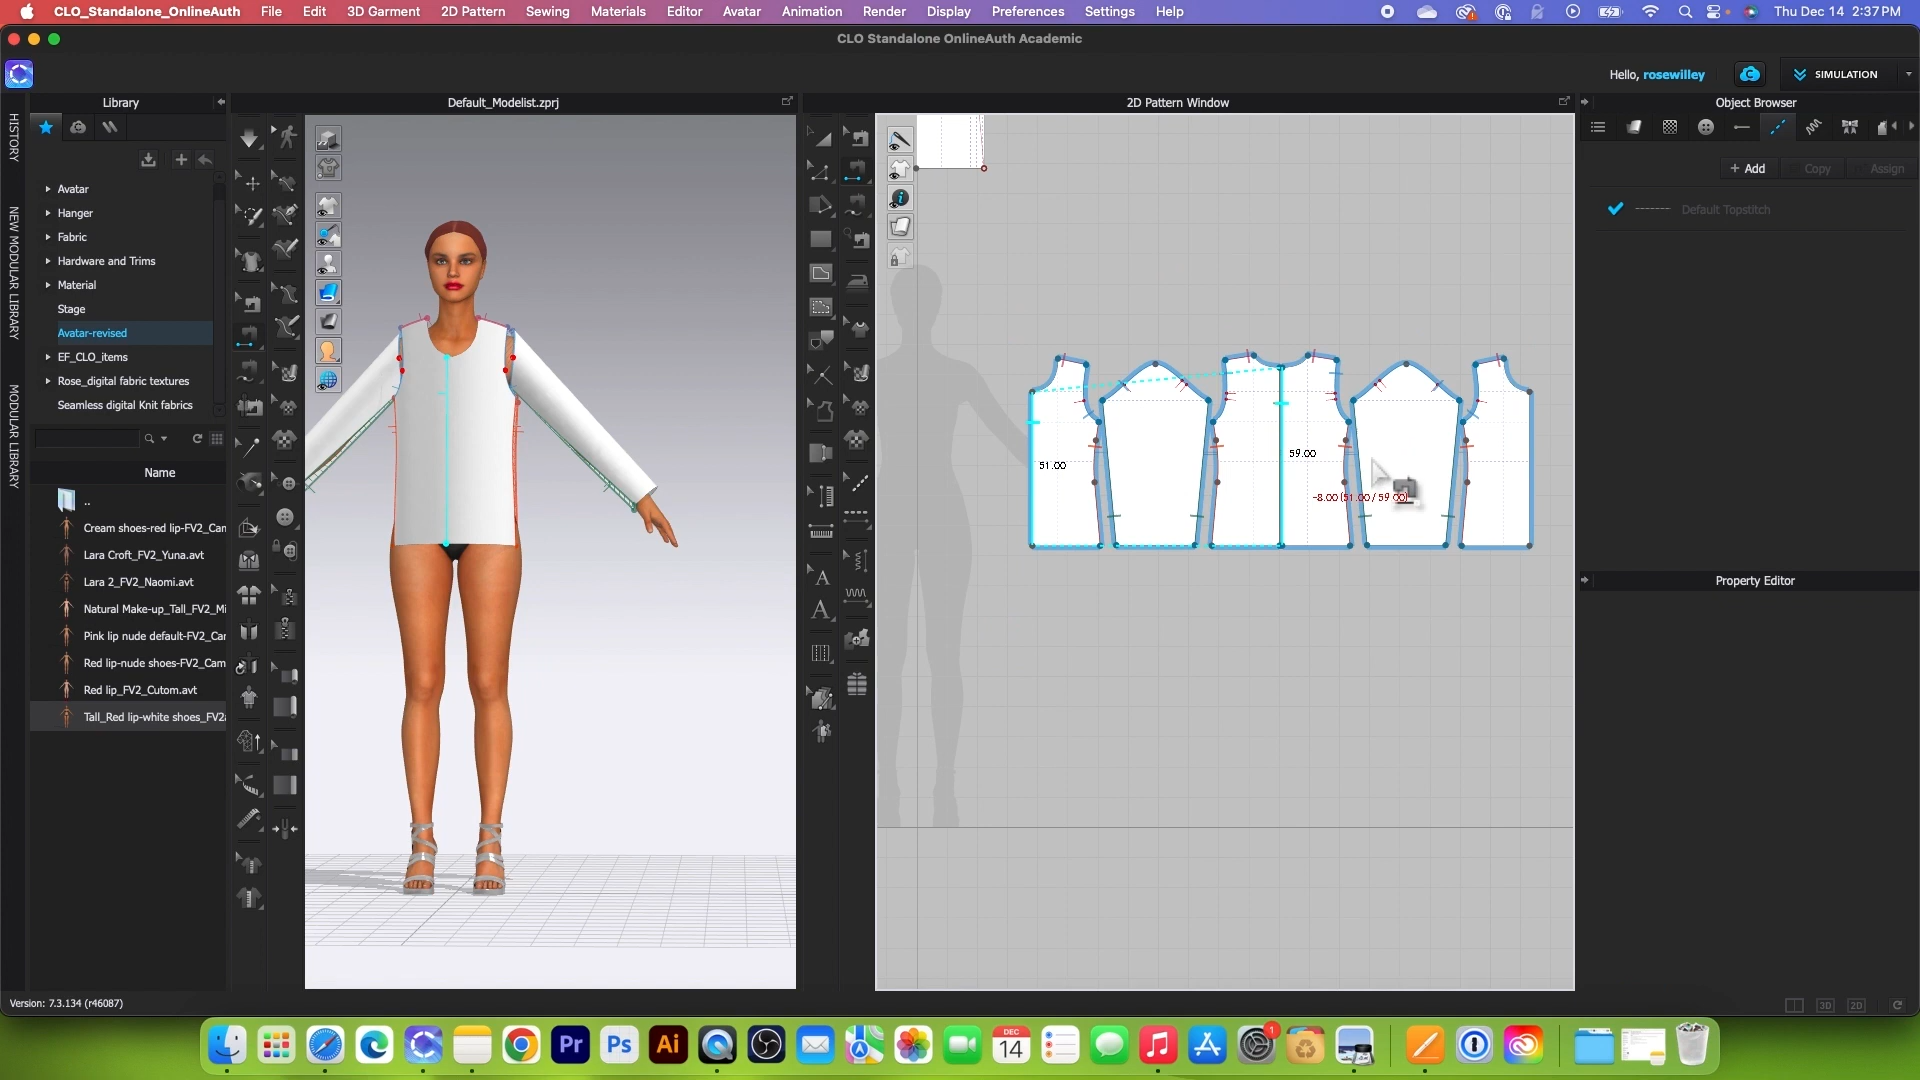 CLO_Standalone_OnlineAuth File Edit 3D Garment 2D Pattern Sewing Materials Editor Avatar Animation Render Display Preferences Settings Help Thu Dec 14 2:37 PM
CLO Standalone OnlineAuth Academic
Hello, rosewilley SIMULATION
Library Default_Modelist.zprj 2D Pattern Window Object Browser
HISTORY
NEW MODULAR LIBRARY
MODULAR LIBRARY
+ Add Copy Assign
Default Topstitch
Avatar
Hanger
Fabric
Hardware and Trims
Material
Stage
Avatar-revised
EF_CLO_items
Rose_digital fabric textures
Seamless digital Knit fabrics
Name
..
Cream shoes-red lip-FV2_Can
Lara Croft_FV2_Yuna.avt
Lara 2_FV2_Naomi.avt
Natural Make-up_Tall_FV2_Mi
Pink lip nude default-FV2_Car
Red lip-nude shoes-FV2_Cam
Red lip_FV2_Cutom.avt
Tall_Red lip-white shoes_FV2a
51.00
59.00
-8.00 (51.00 / 59.00)
Property Editor
Version: 7.3.134 (r46087)
3D 2D
Pr Ps Ai DEC 14 1